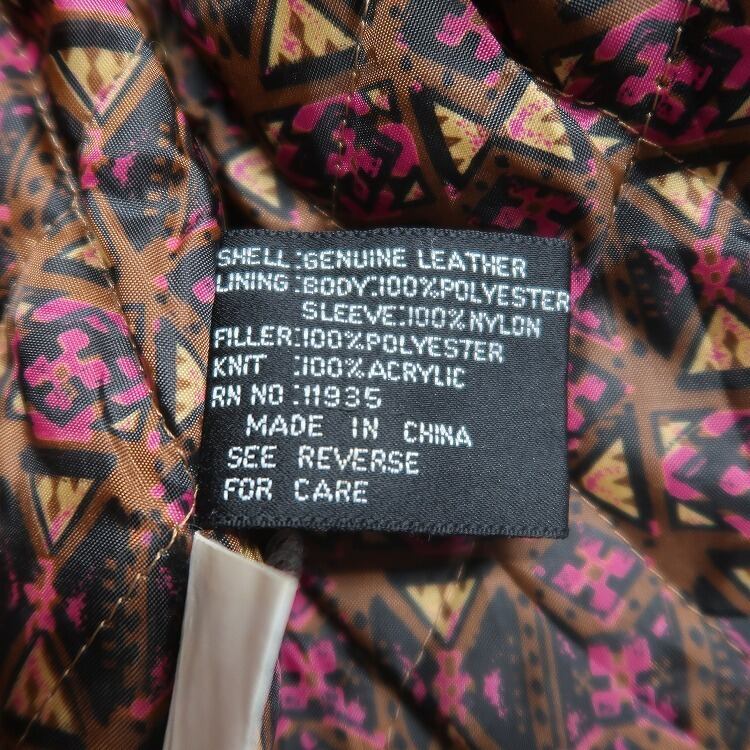 SHELL:GENUINE LEATHER
LINING:BODY:100%POLYESTER
SLEEVE:100%NYLON
FILLER:100%POLYESTER
KNIT :100%ACRYLIC
RN NO :11935
MADE IN CHINA
SEE REVERSE
FOR CARE